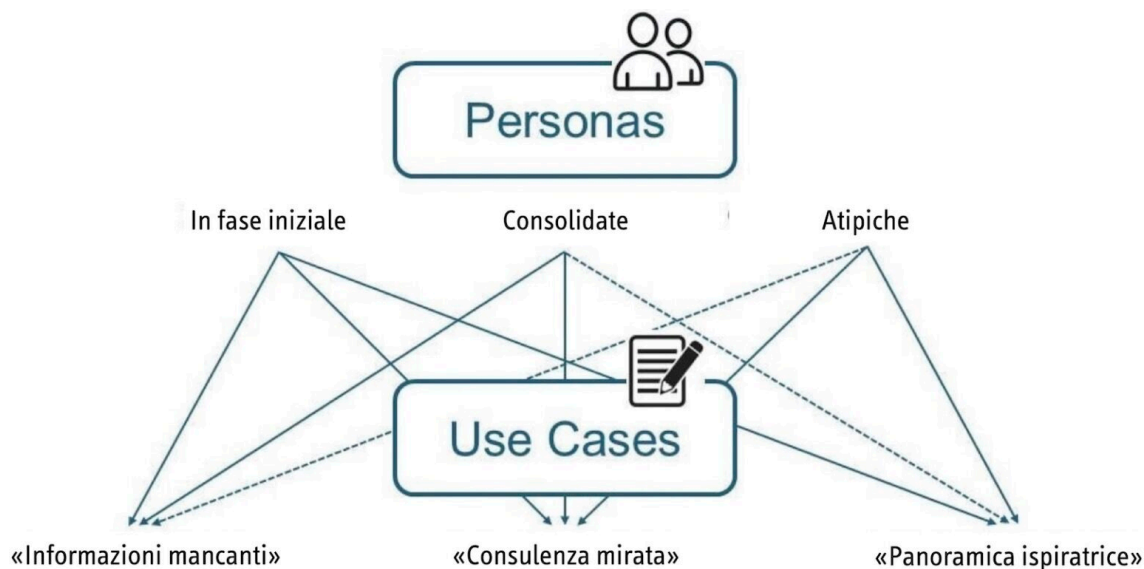 Personas
In fase iniziale
Consolidate
Atipiche
Use Cases
«Informazioni mancanti»
«Consulenza mirata»
«Panoramica ispiratrice»